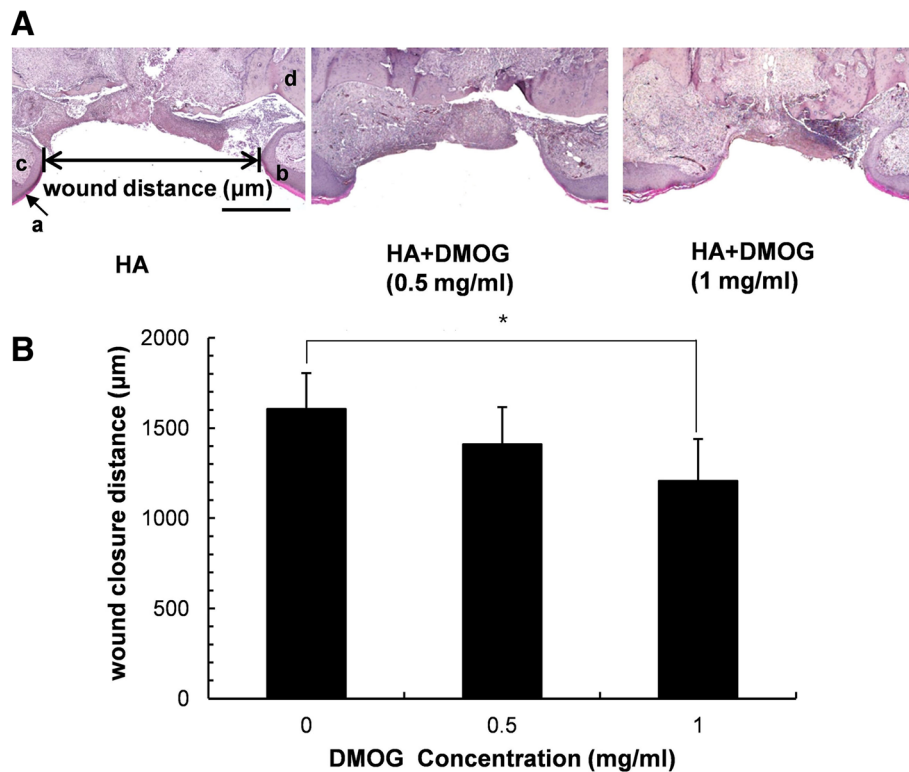 A
d
c
b
wound distance (µm)
a
HA
HA+DMOG
(0.5 mg/ml)
HA+DMOG
(1 mg/ml)
B
*
wound closure distance (µm)
2000
1500
1000
500
0
0
0.5
1
DMOG Concentration (mg/ml)